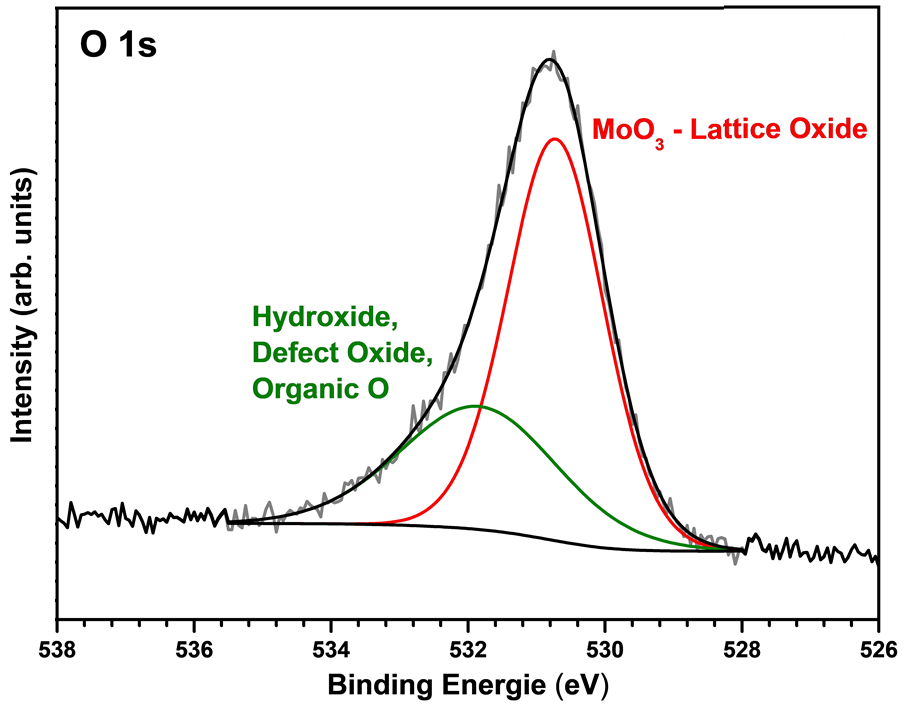 O 1s
MoO₃ - Lattice Oxide
Hydroxide,
Defect Oxide,
Organic O
Intensity (arb. units)
538 536 534 532 530 528 526
Binding Energie (eV)